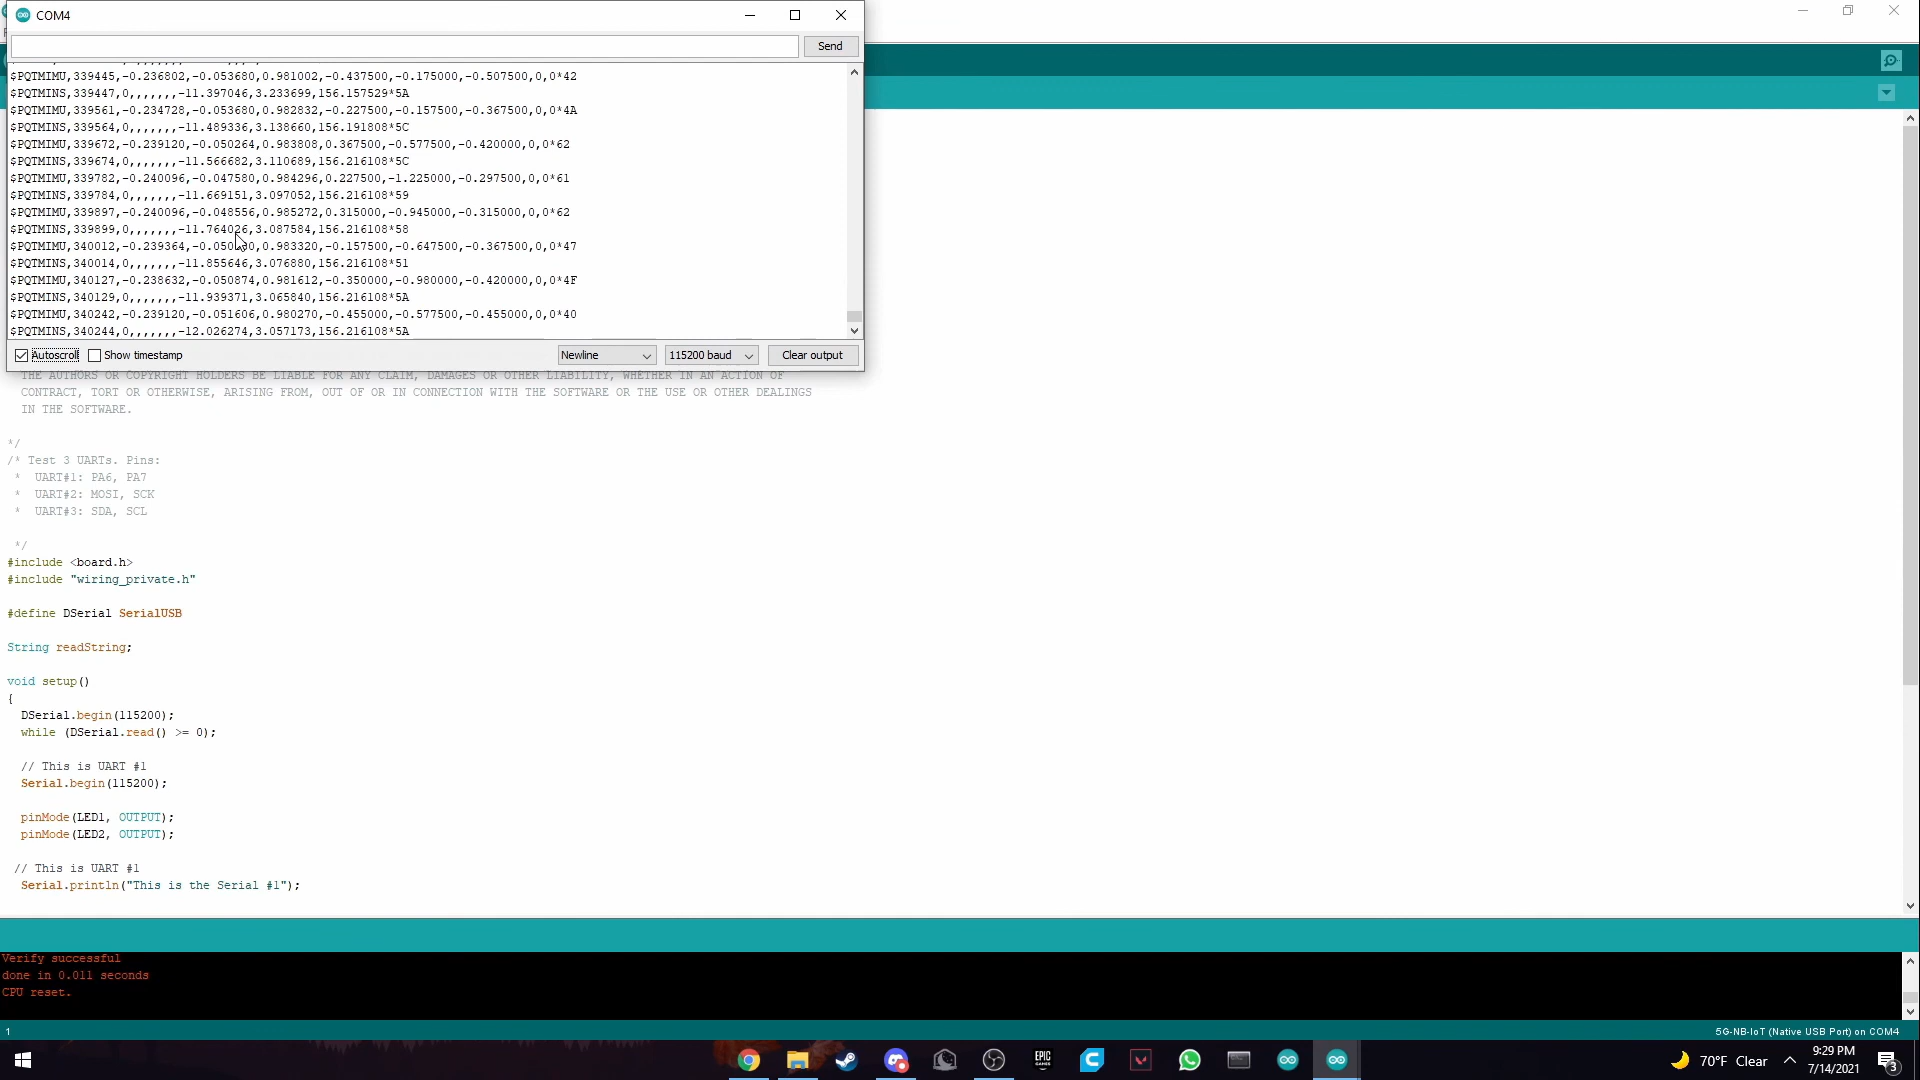 COM4
Send
$PQTMIMU,339445,-0.236802,-0.053680,0.981002,-0.437500,-0.175000,-0.507500,0,0*42
$PQTMINS,339447,0,,,,,,,-11.397046,3.233699,156.157529*5A
$PQTMIMU,339561,-0.234728,-0.053680,0.982832,-0.227500,-0.157500,-0.367500,0,0*4A
$PQTMINS,339564,0,,,,,,,-11.489336,3.138660,156.191808*5C
$PQTMIMU,339672,-0.239120,-0.050264,0.983808,0.367500,-0.577500,-0.420000,0,0*62
$PQTMINS,339674,0,,,,,,,-11.566682,3.110689,156.216108*5C
$PQTMIMU,339782,-0.240096,-0.047580,0.984296,0.227500,-1.225000,-0.297500,0,0*61
$PQTMINS,339784,0,,,,,,,-11.669151,3.097052,156.216108*59
$PQTMIMU,339897,-0.240096,-0.048556,0.985272,0.315000,-0.945000,-0.315000,0,0*62
$PQTMINS,339899,0,,,,,,,-11.764026,3.087584,156.216108*58
$PQTMIMU,340012,-0.239364,
,0.983320,-0.157500,-0.647500,-0.367500,0,0*47
$PQTMINS,340014,0,,,,,,,-11.855646,3.076880,156.216108*51
$PQTMIMU,340127,-0.238632,-0.050874,0.981612,-0.350000,-0.980000,-0.420000,0,0*4F
$PQTMINS,340129,0,,,,,,,-11.939371,3.065840,156.216108*5A
$PQTMIMU,340242,-0.239120,-0.051606,0.980270,-0.455000,-0.577500,-0.455000,0,0*40
$PQTMINS,340244,0,,,,,,,-12.026274,3.057173,156.216108*5A
Autoscroll Show timestamp Newline 115200 baud Clear output
THE AUTHORS OR COPYRIGHT HOLDERS BE LIABLE FOR ANY CLAIM, DAMAGES OR OTHER LIABILITY, WHETHER IN AN ACTION OF
CONTRACT, TORT OR OTHERWISE, ARISING FROM, OUT OF OR IN CONNECTION WITH THE SOFTWARE OR THE USE OR OTHER DEALINGS
IN THE SOFTWARE.
*/
/* Test 3 UARTs. Pins:
* UART#1: PA6, PA7
* UART#2: MOSI, SCK
* UART#3: SDA, SCL
*/
#include <board.h>
#include "wiring_private.h"
#define DSerial SerialUSB
String readString;
void setup()
{
DSerial.begin(115200);
while (DSerial.read() >= 0);
// This is UART #1
Serial.begin(115200);
pinMode(LED1, OUTPUT);
pinMode(LED2, OUTPUT);
// This is UART #1
Serial.println("This is the Serial #1");
Verify successful
done in 0.011 seconds
CPU reset.
1
5G-NB-IoT (Native USB Port) on COM4
EPIC GAMES
70°F Clear
9:29 PM
7/14/2021
3